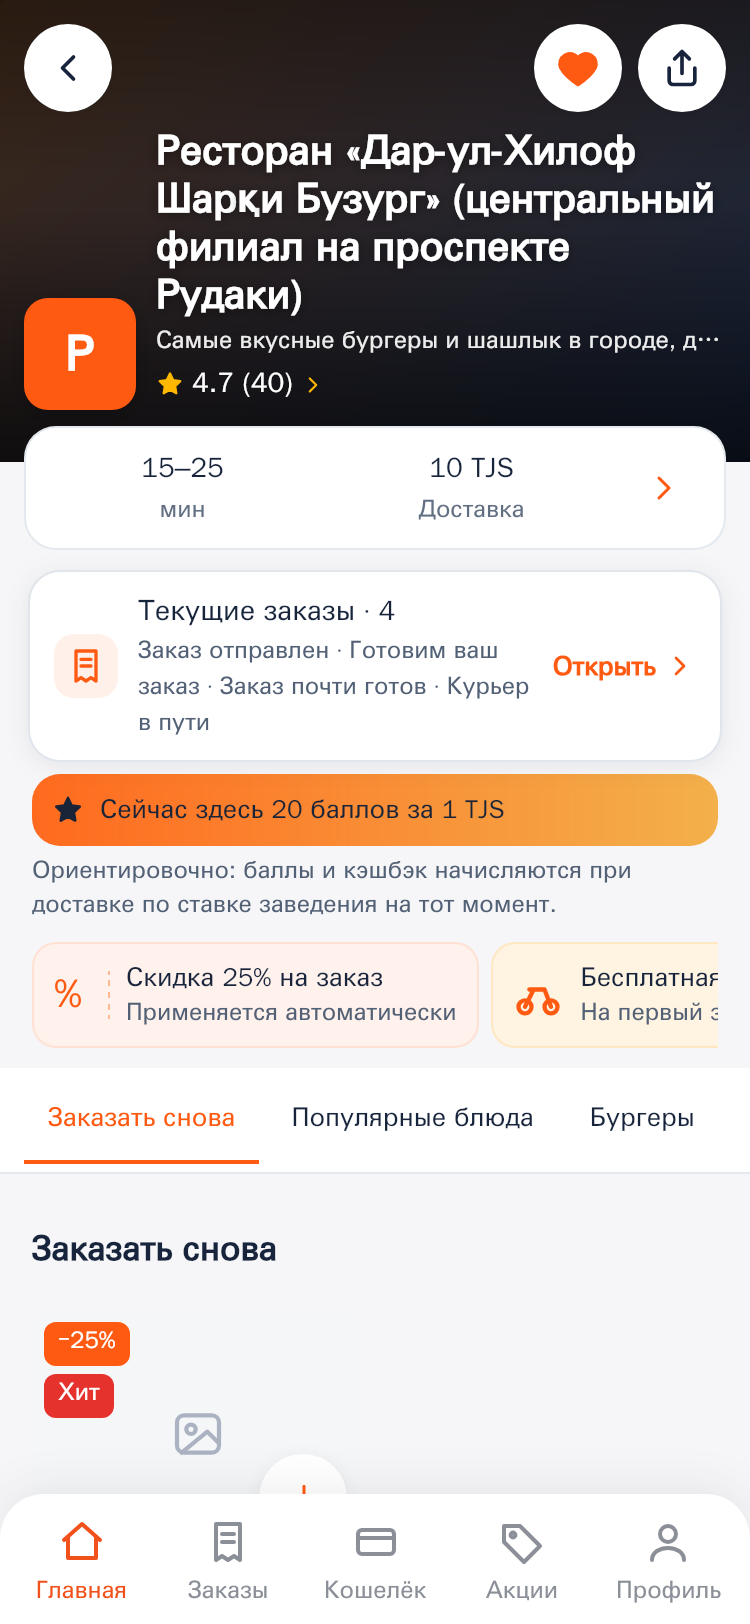 Ресторан «Дар-ул-Хилоф
Шарқи Бузург» (центральный
филиал на проспекте
Рудаки)
Р
Самые вкусные бургеры и шашлык в городе, д···
4.7 (40)
15–25
мин
10 TJS
Доставка
Текущие заказы · 4
Заказ отправлен · Готовим ваш
заказ · Заказ почти готов · Курьер
в пути
Открыть
Сейчас здесь 20 баллов за 1 TJS
Ориентировочно: баллы и кэшбэк начисляются при
доставке по ставке заведения на тот момент.
%
Скидка 25% на заказ
Применяется автоматически
Бесплатная
На первый з
Заказать снова
Популярные блюда
Бургеры
Заказать снова
−25%
Хит
Главная
Заказы
Кошелёк
Акции
Профиль